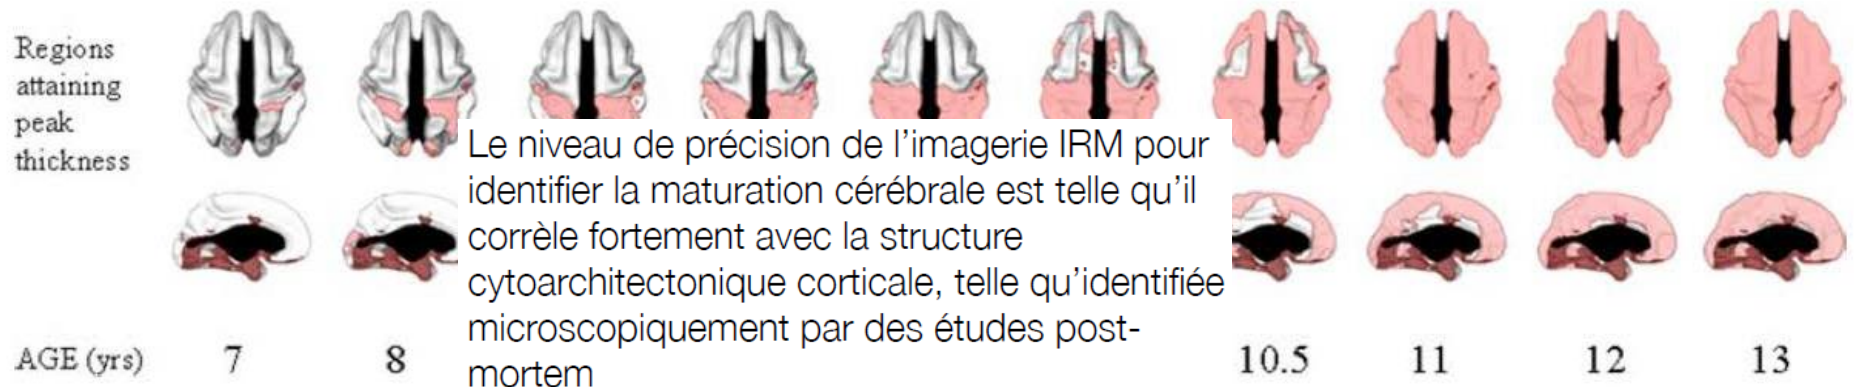 Regions
attaining
peak
thickness
Le niveau de précision de l’imagerie IRM pour
identifier la maturation cérébrale est telle qu’il
corrèle fortement avec la structure
cytoarchitectonique corticale, telle qu’identifiée
microscopiquement par des études post-
mortem
AGE (yrs) 7 8 10.5 11 12 13